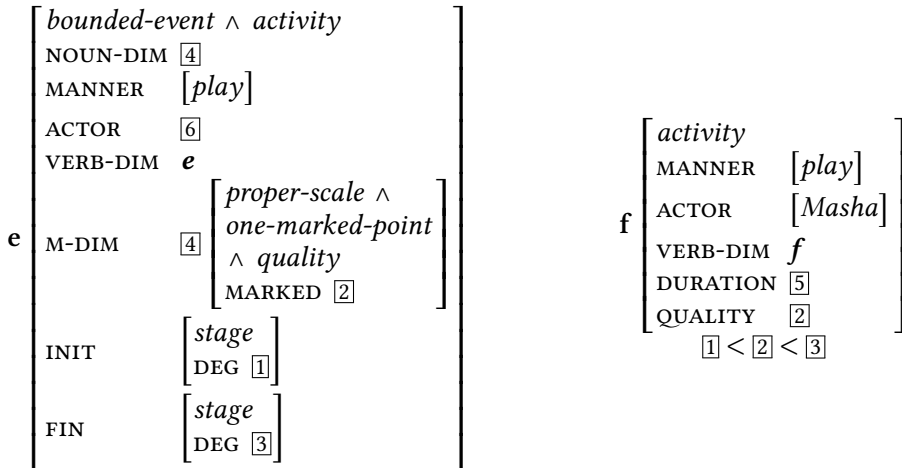 bounded-event ∧ activity
NOUN-DIM 4
MANNER [play]
ACTOR 6
VERB-DIM e
e M-DIM 4 [proper-scale ∧
one-marked-point
∧ quality
MARKED 2]
INIT [stage
DEG 1]
FIN [stage
DEG 3]
activity
MANNER [play]
ACTOR [Masha]
f VERB-DIM f
DURATION 5
QUALITY 2
1 < 2 < 3